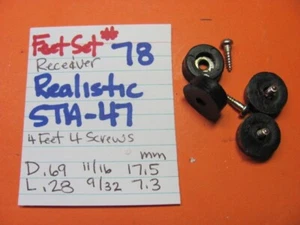 Feet Set # 78
Receiver
Realistic
STA-47
4 Feet 4 Screws
mm
D .69 11/16 17.5
L .28 9/32 7.3